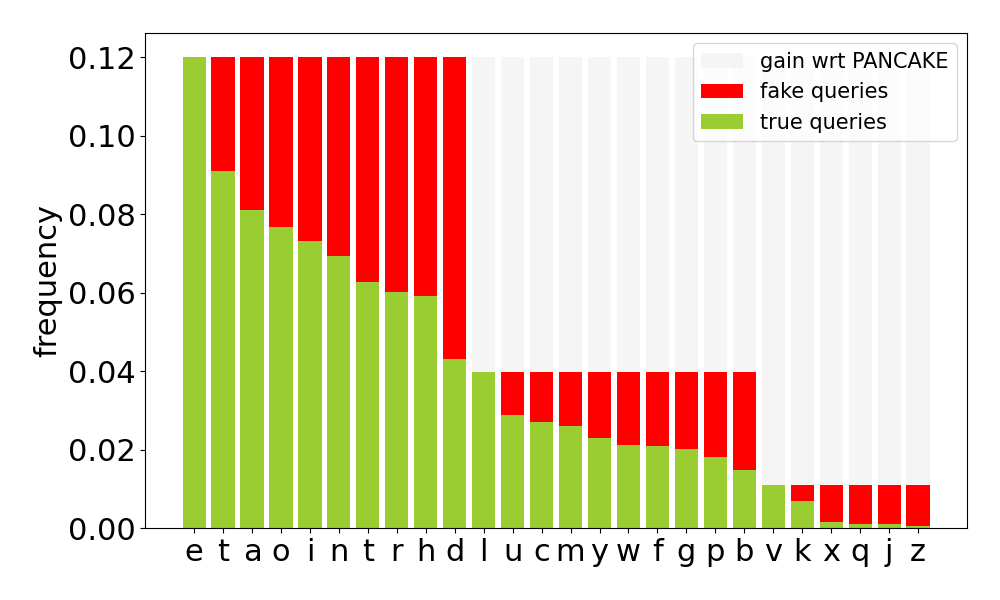 gain wrt PANCAKE
fake queries
true queries
frequency
0.12
0.10
0.08
0.06
0.04
0.02
0.00
e t a o i n t r h d l u c m y w f g p b v k x q j z